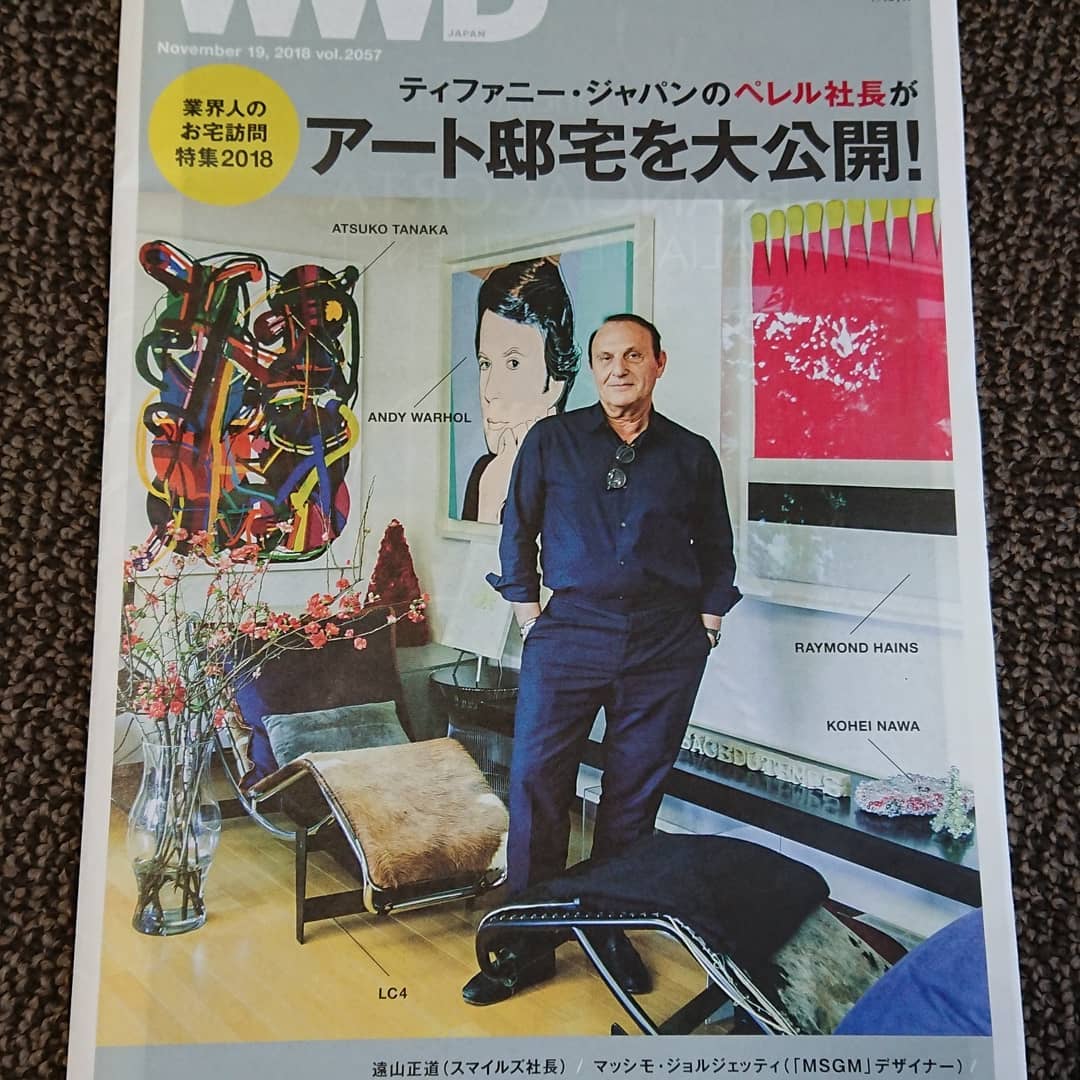 WWD
JAPAN
November 19, 2018 vol.2057
業界人の
お宅訪問
特集2018
ティファニー・ジャパンのペレル社長が
アート邸宅を大公開!
ATSUKO TANAKA
ANDY WARHOL
RAYMOND HAINS
KOHEI NAWA
LC4
遠山正道(スマイルズ社長) / マッシモ・ジョルジェッティ(「MSGM」デザイナー) /